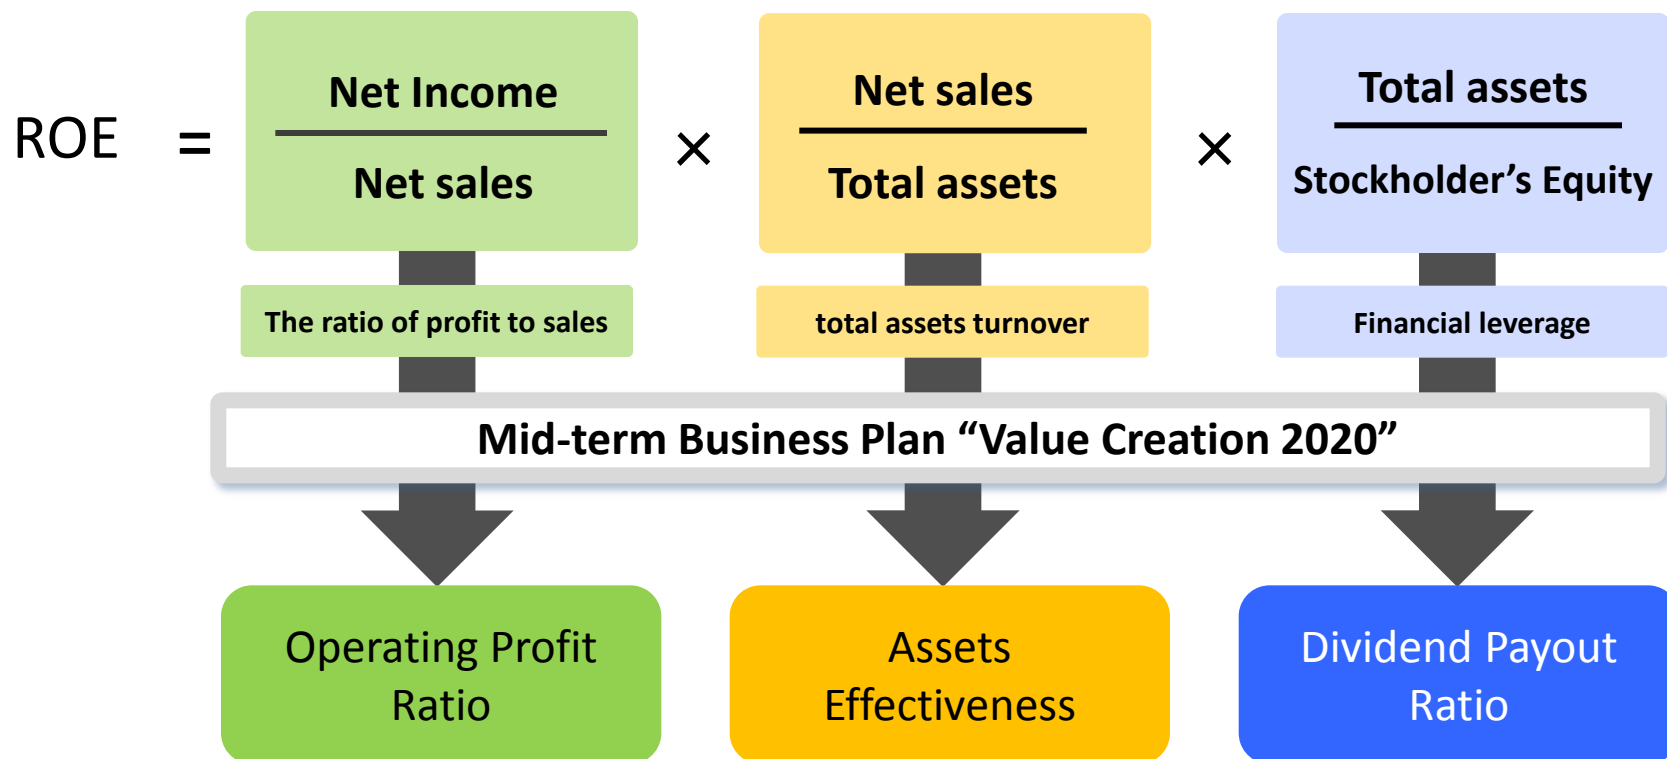 ROE =
Net Income
Net sales
×
Net sales
Total assets
×
Total assets
Stockholder’s Equity
The ratio of profit to sales
total assets turnover
Financial leverage
Mid-term Business Plan “Value Creation 2020”
Operating Profit
Ratio
Assets
Effectiveness
Dividend Payout
Ratio